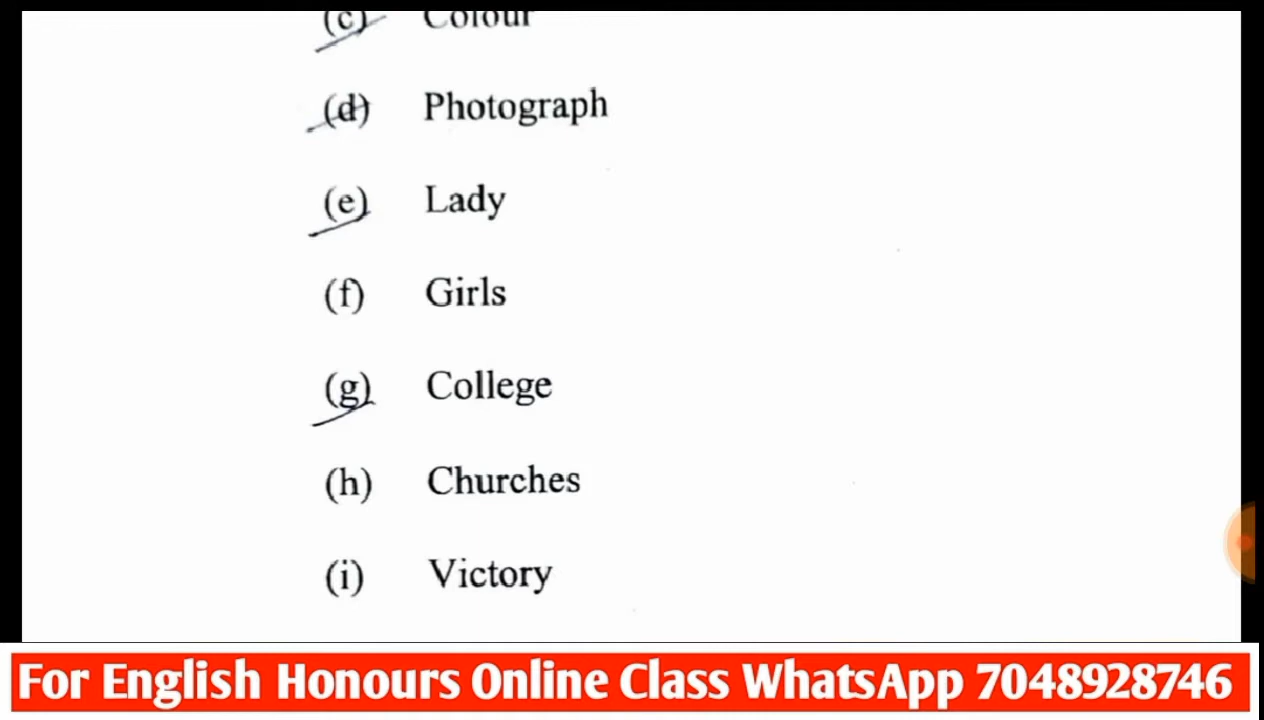 (c) Colour
(d) Photograph
(e) Lady
(f) Girls
(g) College
(h) Churches
(i) Victory
For English Honours Online Class WhatsApp 7048928746